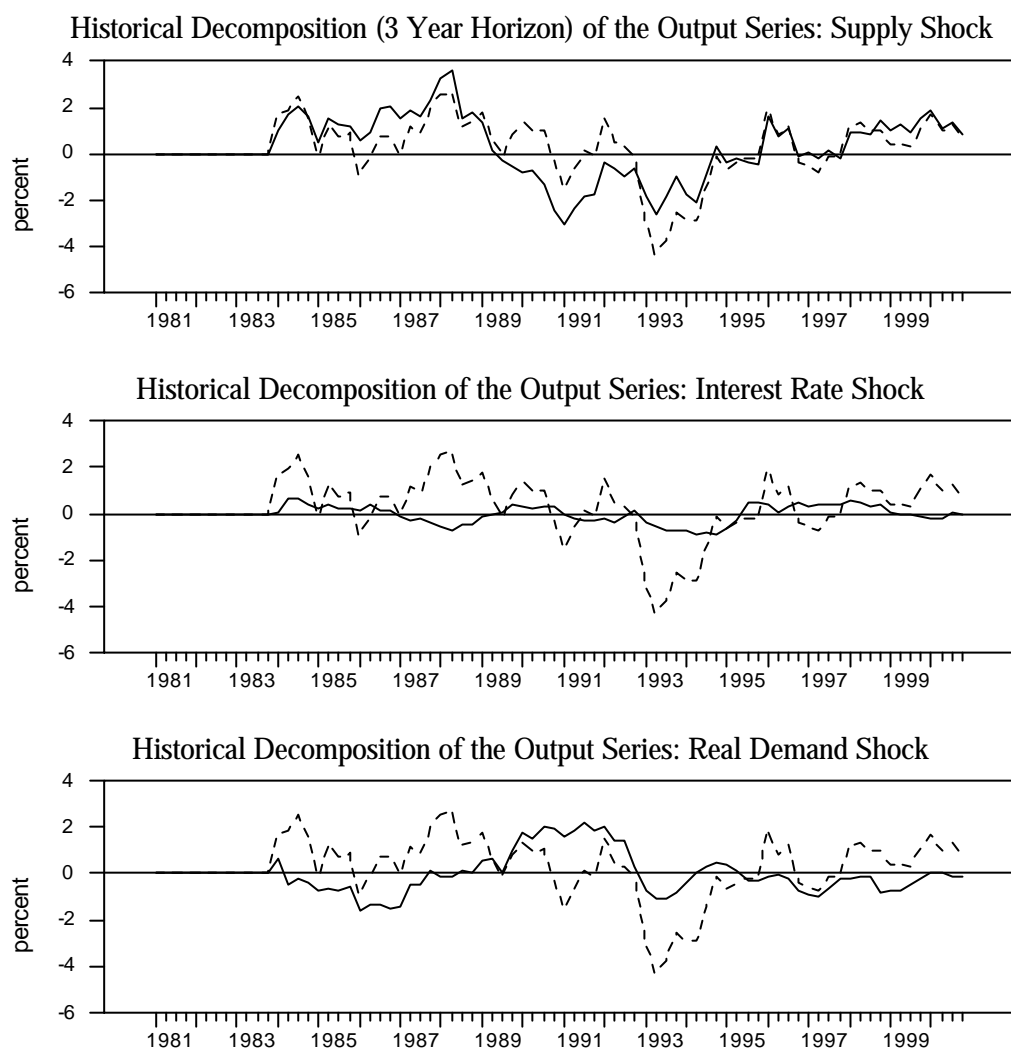 Historical Decomposition (3 Year Horizon) of the Output Series: Supply Shock
4
2
0
-2
-4
-6
percent
1981 1983 1985 1987 1989 1991 1993 1995 1997 1999
Historical Decomposition of the Output Series: Interest Rate Shock
4
2
0
-2
-4
-6
percent
1981 1983 1985 1987 1989 1991 1993 1995 1997 1999
Historical Decomposition of the Output Series: Real Demand Shock
4
2
0
-2
-4
-6
percent
1981 1983 1985 1987 1989 1991 1993 1995 1997 1999